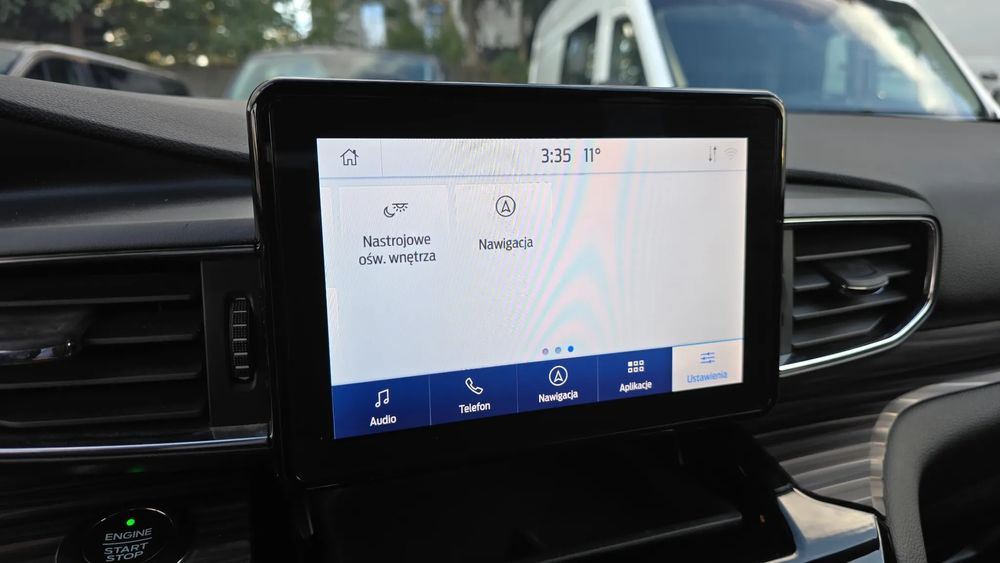 3:35 11°
Nastrojowe
ośw. wnętrza
Nawigacja
Audio
Telefon
Nawigacja
Aplikacje
Ustawienia
ENGINE
START
STOP